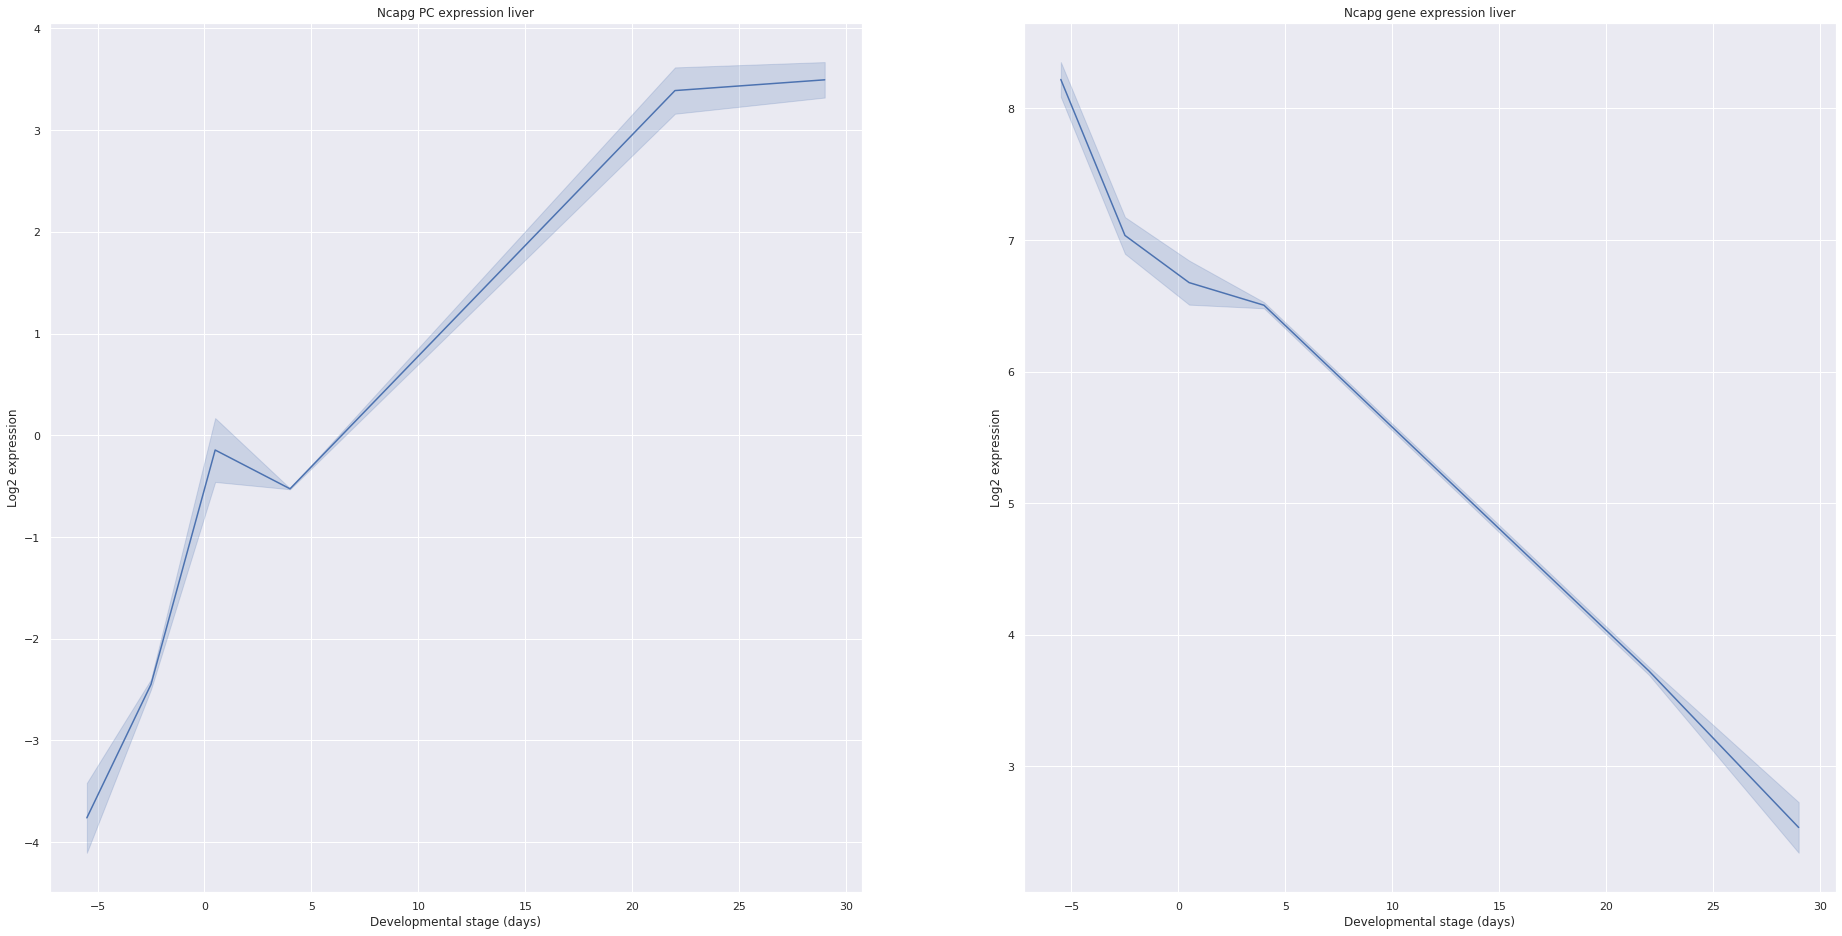 Ncapg PC expression liver
4
3
2
1
0
−1
−2
−3
−4
Log2 expression
−5 0 5 10 15 20 25 30
Developmental stage (days)
Ncapg gene expression liver
8
7
6
5
4
3
Log2 expression
−5 0 5 10 15 20 25 30
Developmental stage (days)